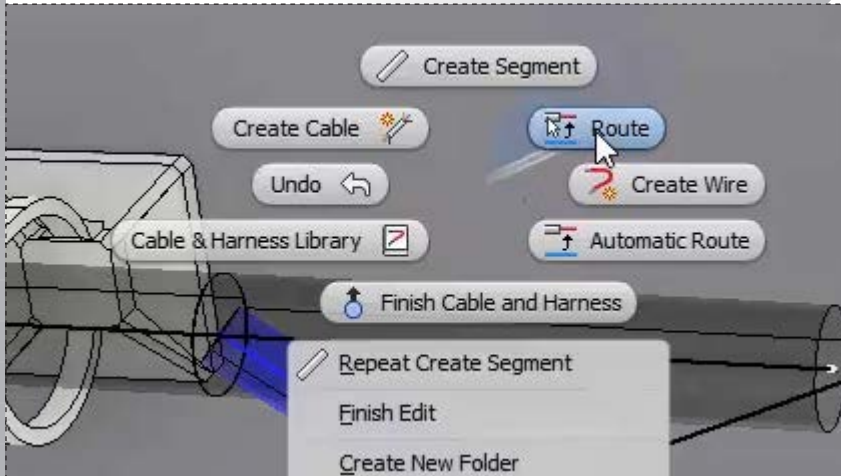 Create Segment
Create Cable
Route
Undo
Create Wire
Cable & Harness Library
Automatic Route
Finish Cable and Harness
Repeat Create Segment
Finish Edit
Create New Folder